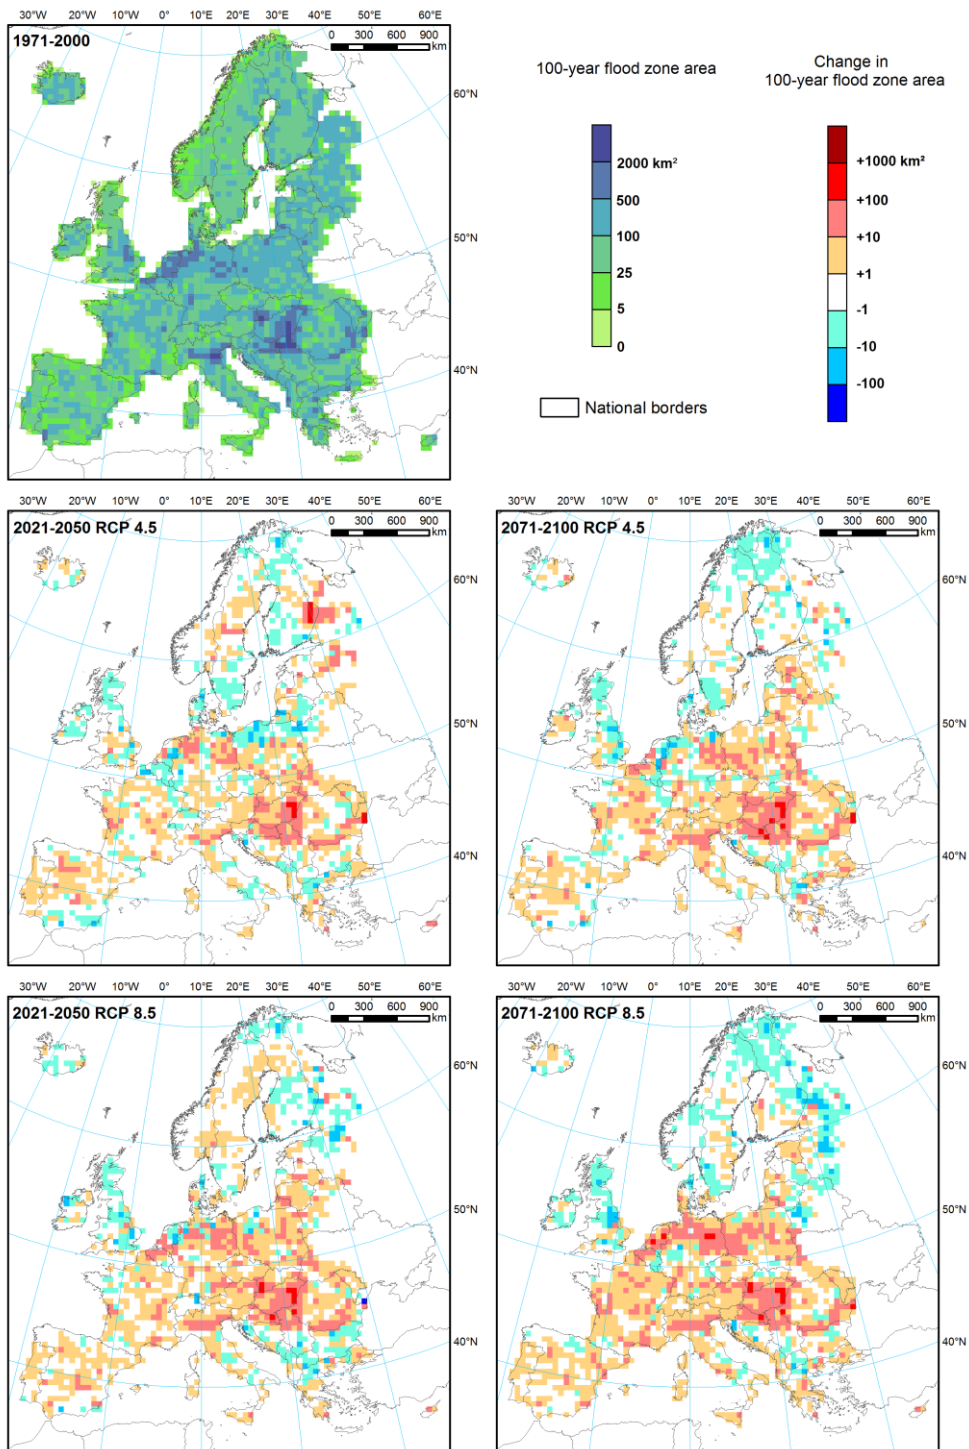 30°W 20°W 10°W 0° 10°E 20°E 30°E 40°E 50°E 60°E
1971-2000
0 300 600 900
km
60°N
50°N
40°N
100-year flood zone area
2000 km²
500
100
25
5
0
National borders
Change in
100-year flood zone area
+1000 km²
+100
+10
+1
-1
-10
-100
30°W 20°W 10°W 0° 10°E 20°E 30°E 40°E 50°E 60°E
2021-2050 RCP 4.5
0 300 600 900
km
60°N
50°N
40°N
30°W 20°W 10°W 0° 10°E 20°E 30°E 40°E 50°E 60°E
2071-2100 RCP 4.5
0 300 600 900
km
60°N
50°N
40°N
30°W 20°W 10°W 0° 10°E 20°E 30°E 40°E 50°E 60°E
2021-2050 RCP 8.5
0 300 600 900
km
60°N
50°N
40°N
30°W 20°W 10°W 0° 10°E 20°E 30°E 40°E 50°E 60°E
2071-2100 RCP 8.5
0 300 600 900
km
60°N
50°N
40°N